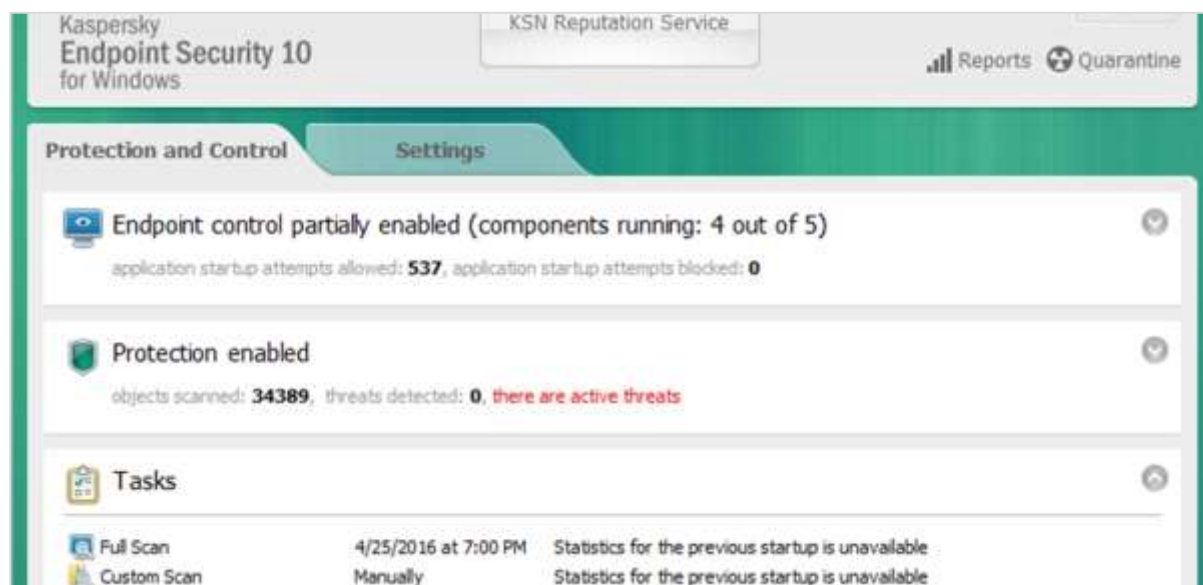 Kaspersky
Endpoint Security 10
for Windows
KSN Reputation Service
Reports Quarantine
Protection and Control Settings
Endpoint control partially enabled (components running: 4 out of 5)
application startup attempts allowed: 537, application startup attempts blocked: 0
Protection enabled
objects scanned: 34389, threats detected: 0, there are active threats
Tasks
Full Scan 4/25/2016 at 7:00 PM Statistics for the previous startup is unavailable
Custom Scan Manually Statistics for the previous startup is unavailable